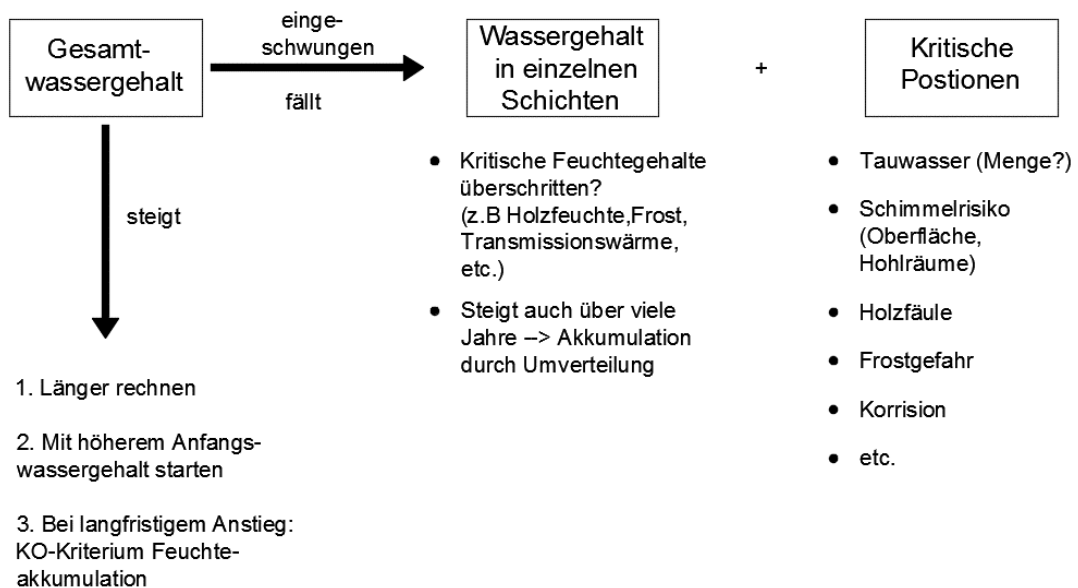 Gesamt-
wassergehalt
einge-
schwungen
fällt
Wassergehalt
in einzelnen
Schichten
+
Kritische
Postionen
steigt
1. Länger rechnen
2. Mit höherem Anfangs-
wassergehalt starten
3. Bei langfristigem Anstieg:
KO-Kriterium Feuchte-
akkumulation
• Kritische Feuchtegehalte
überschritten?
(z.B Holzfeuchte,Frost,
Transmissionswärme,
etc.)
• Steigt auch über viele
Jahre –> Akkumulation
durch Umverteilung
• Tauwasser (Menge?)
• Schimmelrisiko
(Oberfläche,
Hohlräume)
• Holzfäule
• Frostgefahr
• Korrision
• etc.